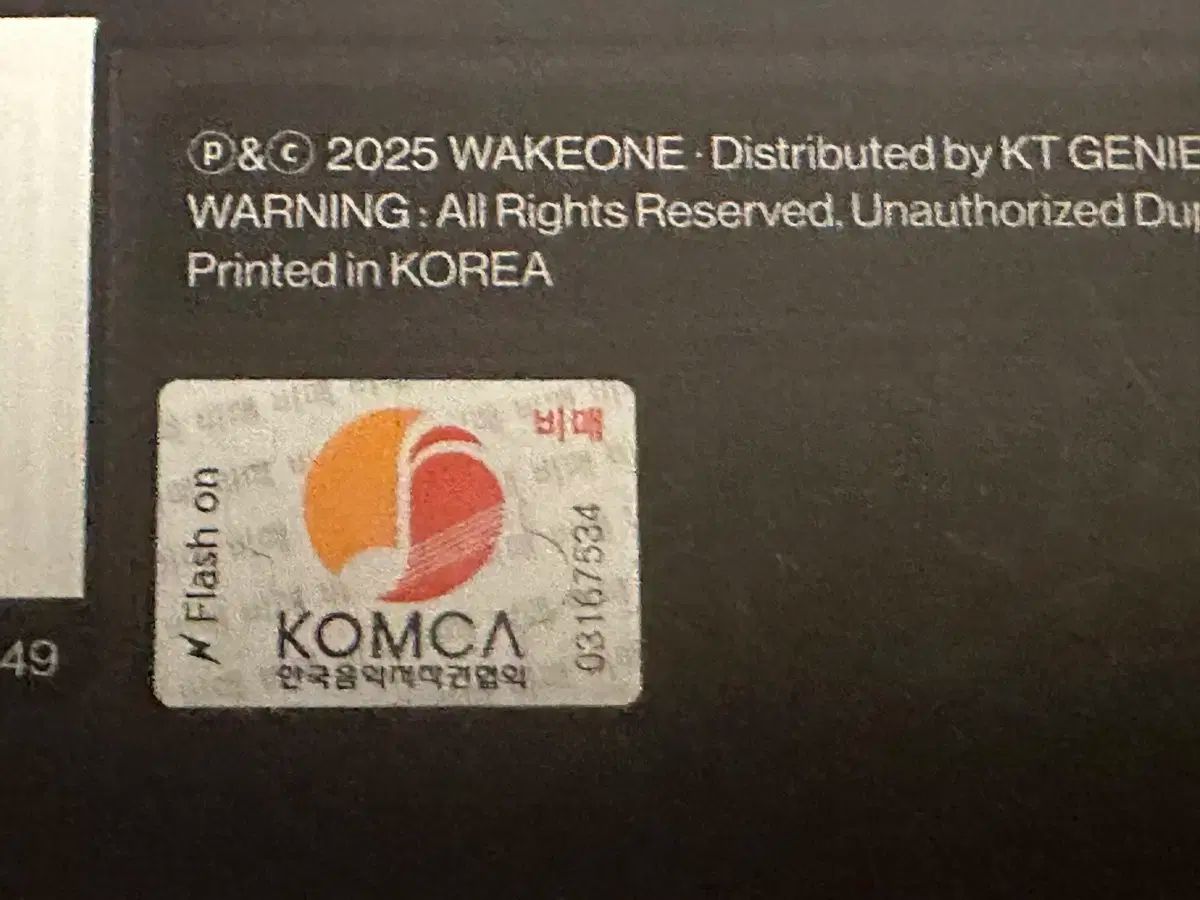 Ⓟ&ⓒ 2025 WAKEONE · Distributed by KT GENIE
WARNING : All Rights Reserved. Unauthorized Dup
Printed in KOREA
비매
Flash on
03167534
KOMCA
한국음악저작권협회
49